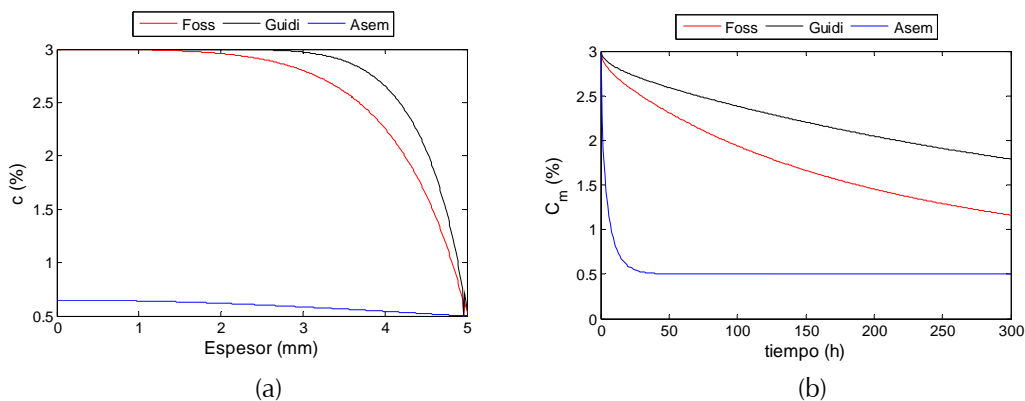 Foss Guidi Asem
3
2.5
2
1.5
1
0.5
c (%)
0 1 2 3 4 5
Espesor (mm)
(a)
Foss Guidi Asem
3
2.5
2
1.5
1
0.5
0
C_m (%)
0 50 100 150 200 250 300
tiempo (h)
(b)